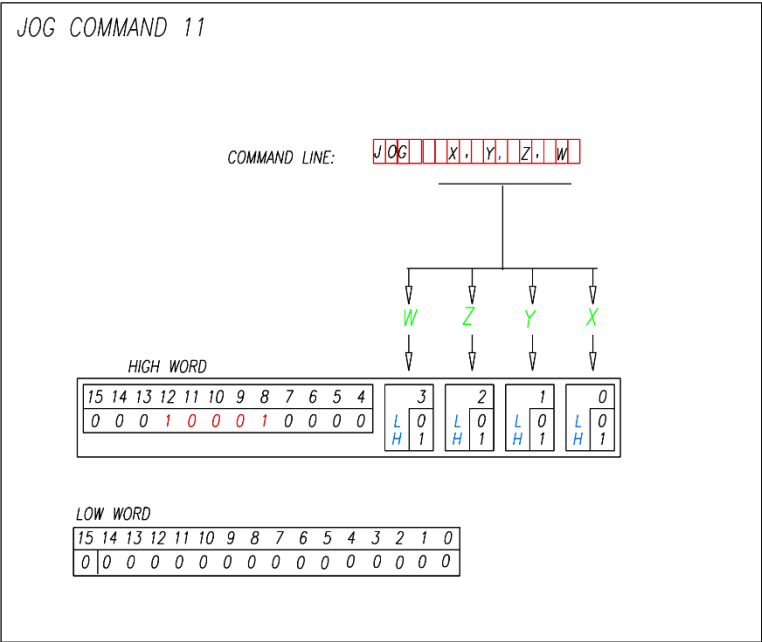 JOG COMMAND 11
COMMAND LINE: JOG X, Y, Z, W
W Z Y X
HIGH WORD
15 14 13 12 11 10 9 8 7 6 5 4 3 2 1 0
0 0 0 1 0 0 0 1 0 0 0 0 L 0 L 0 L 0 L 0
H 1 H 1 H 1 H 1
LOW WORD
15 14 13 12 11 10 9 8 7 6 5 4 3 2 1 0
0 0 0 0 0 0 0 0 0 0 0 0 0 0 0 0